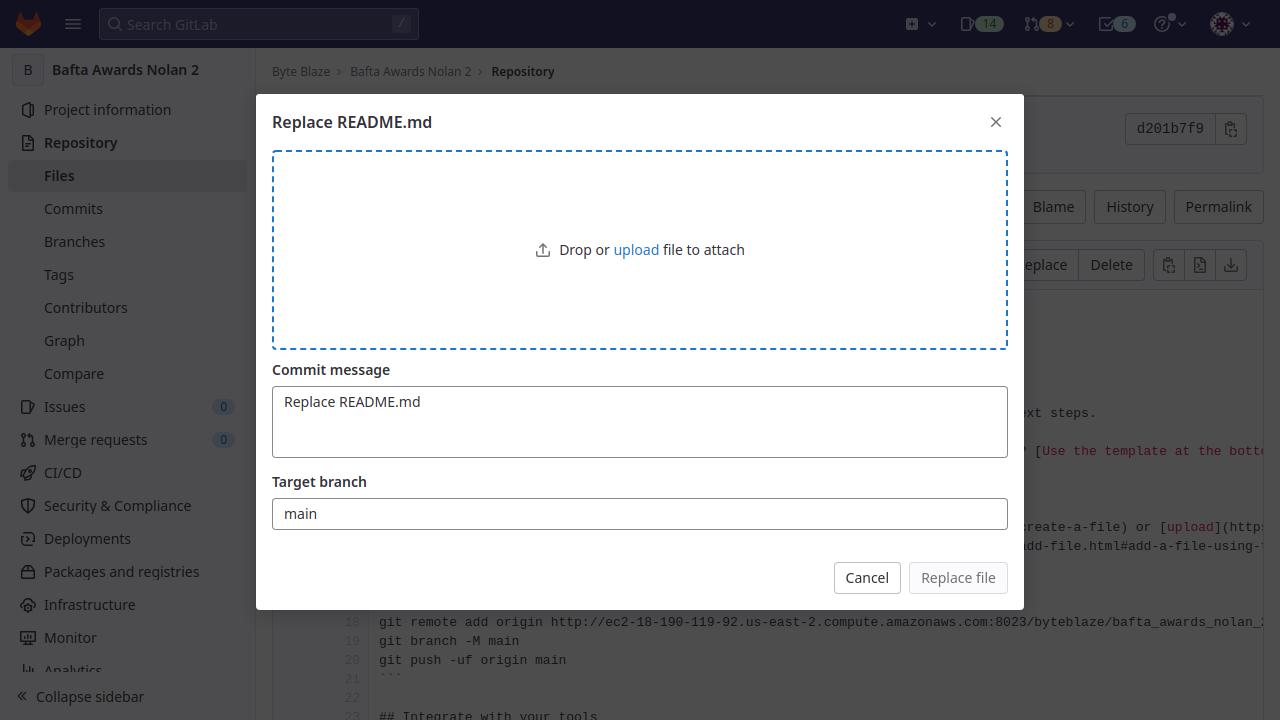 Search GitLab
/
14
8
6
B
Bafta Awards Nolan 2
Project information
Repository
Files
Commits
Branches
Tags
Contributors
Graph
Compare
Issues
0
Merge requests
0
CI/CD
Security & Compliance
Deployments
Packages and registries
Infrastructure
Monitor
Analytics
Collapse sidebar
Byte Blaze
Bafta Awards Nolan 2
Repository
d201b7f9
Blame
History
Permalink
eplace
Delete
Replace README.md
Drop or upload file to attach
Commit message
Replace README.md
Target branch
main
Cancel
Replace file
ext steps.
[Use the template at the bott
create-a-file) or [upload](http
add-file.html#add-a-file-using-
18 git remote add origin http://ec2-18-190-119-92.us-east-2.compute.amazonaws.com:8023/byteblaze/bafta_awards_nolan_2
19 git branch -M main
20 git push -uf origin main
21 ```
22
23 ## Integrate with your tools